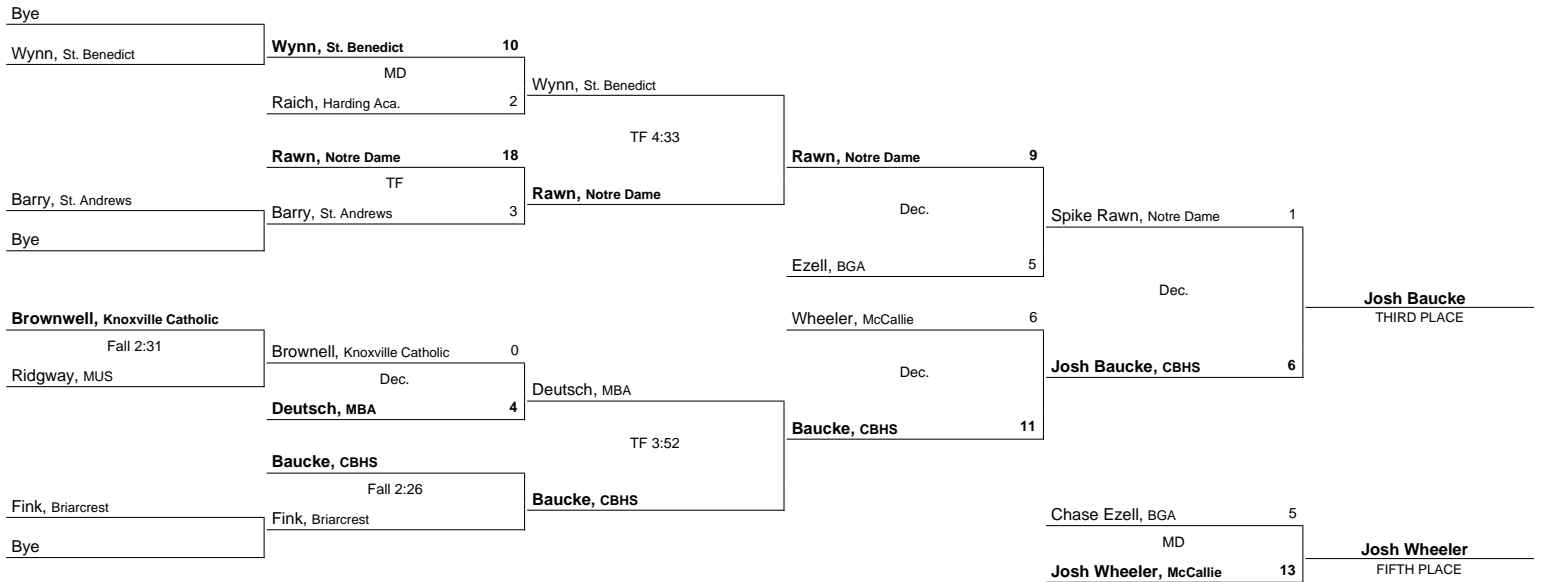 Bye
Wynn, St. Benedict
Wynn, St. Benedict 10
MD
Raich, Harding Aca. 2
Wynn, St. Benedict
TF 4:33
Rawn, Notre Dame 18
TF
Barry, St. Andrews 3
Rawn, Notre Dame
Barry, St. Andrews
Bye
Rawn, Notre Dame 9
Dec.
Ezell, BGA 5
Spike Rawn, Notre Dame 1
Dec.
Josh Baucke, CBHS 6
Josh Baucke
THIRD PLACE
Brownwell, Knoxville Catholic
Fall 2:31
Ridgway, MUS
Brownell, Knoxville Catholic 0
Dec.
Deutsch, MBA 4
Deutsch, MBA
TF 3:52
Baucke, CBHS
Fall 2:26
Fink, Briarcrest
Baucke, CBHS
Fink, Briarcrest
Bye
Wheeler, McCallie 6
Dec.
Baucke, CBHS 11
Chase Ezell, BGA 5
MD
Josh Wheeler, McCallie 13
Josh Wheeler
FIFTH PLACE